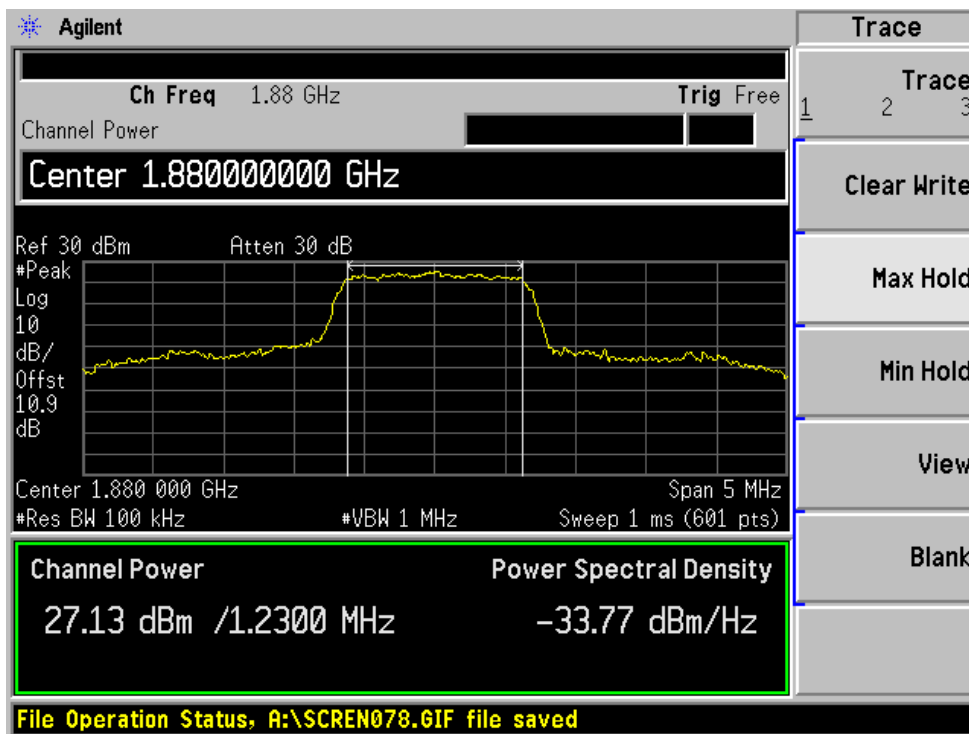 Agilent
Trace
Ch Freq 1.88 GHz
Trig Free
Channel Power
Center 1.880000000 GHz
Ref 30 dBm
Atten 30 dB
#Peak
Log
10
dB/
Offst
10.9
dB
Center 1.880 000 GHz
Span 5 MHz
#Res BW 100 kHz
#VBW 1 MHz
Sweep 1 ms (601 pts)
Channel Power
Power Spectral Density
27.13 dBm /1.2300 MHz
-33.77 dBm/Hz
File Operation Status, A:\SCREN078.GIF file saved
Trace
1 2 3
Clear Write
Max Hold
Min Hold
View
Blank